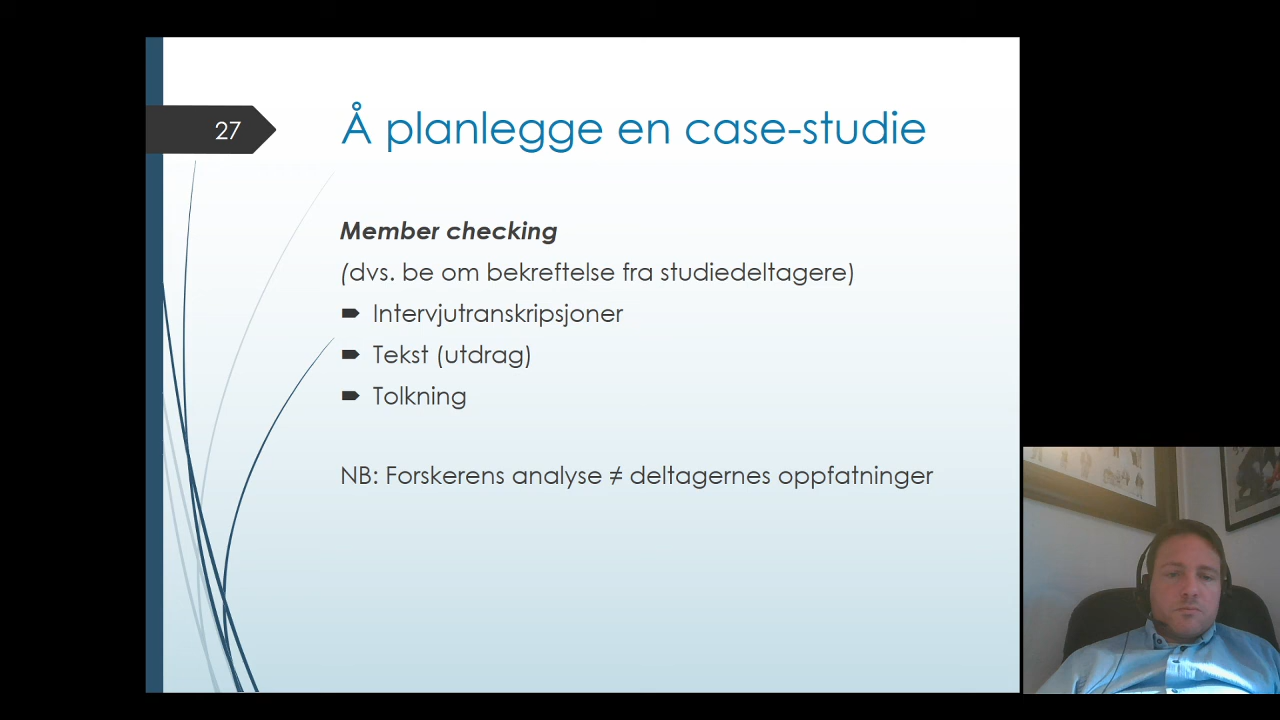 27
Å planlegge en case-studie
Member checking
(dvs. be om bekreftelse fra studiedeltagere)
Intervjutranskripsjoner
Tekst (utdrag)
Tolkning
NB: Forskerens analyse ≠ deltagernes oppfatninger